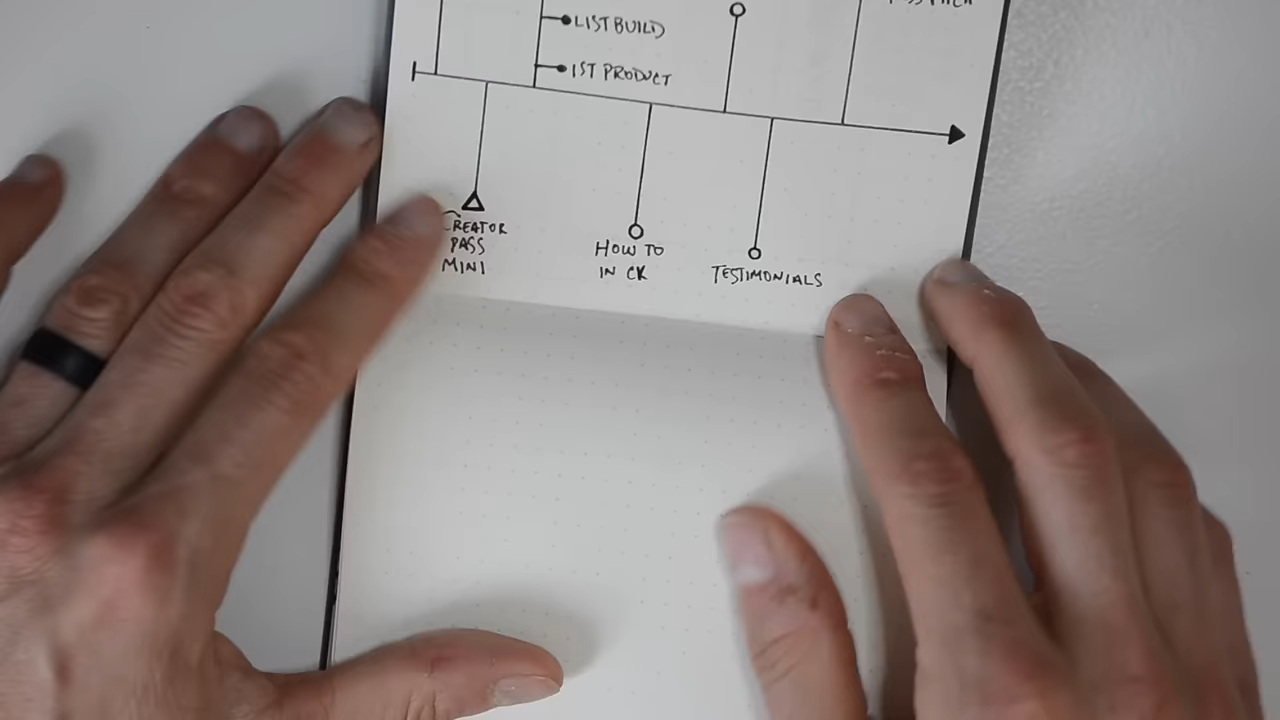 LIST BUILD
1ST PRODUCT
CREATOR
PASS
MINI
HOW TO
IN CK
TESTIMONIALS